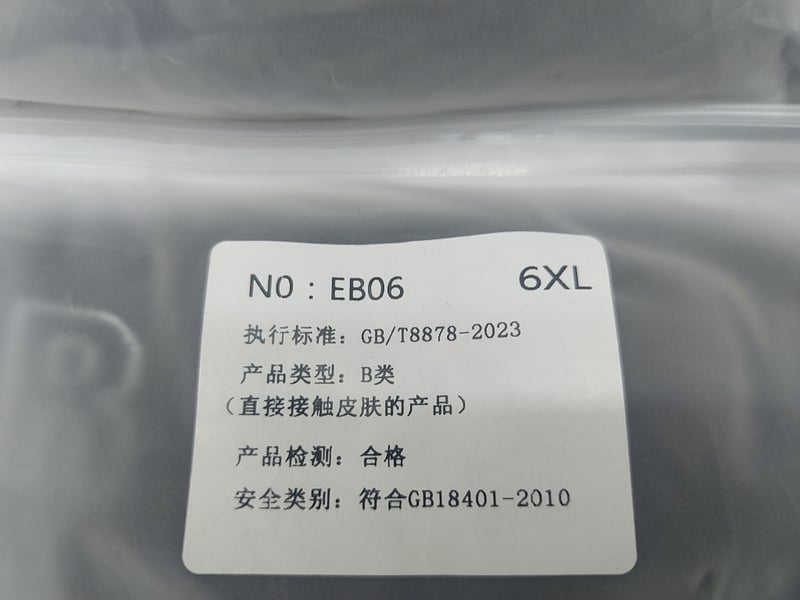 NO：EB06 6XL
执行标准：GB/T8878-2023
产品类型：B类
（直接接触皮肤的产品）
产品检测：合格
安全类别：符合GB18401-2010